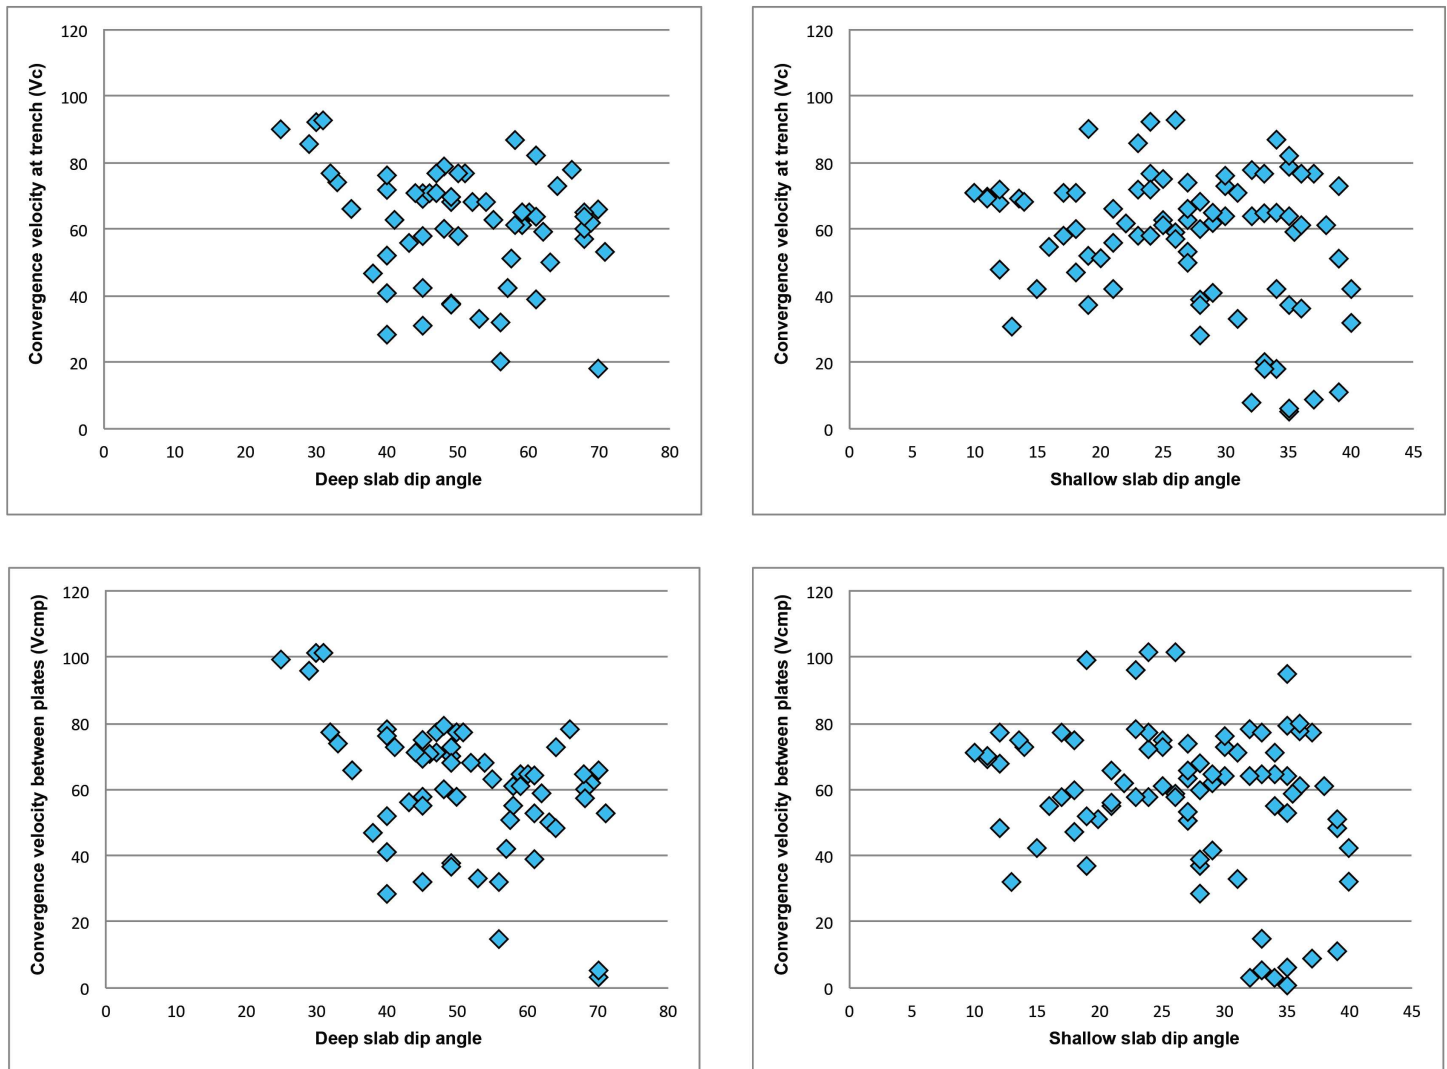 120
100
80
60
40
20
0
Convergence velocity at trench (Vc)
0 10 20 30 40 50 60 70 80
Deep slab dip angle
120
100
80
60
40
20
0
Convergence velocity at trench (Vc)
0 5 10 15 20 25 30 35 40 45
Shallow slab dip angle
120
100
80
60
40
20
0
Convergence velocity between plates (Vcmp)
0 10 20 30 40 50 60 70 80
Deep slab dip angle
120
100
80
60
40
20
0
Convergence velocity between plates (Vcmp)
0 5 10 15 20 25 30 35 40 45
Shallow slab dip angle